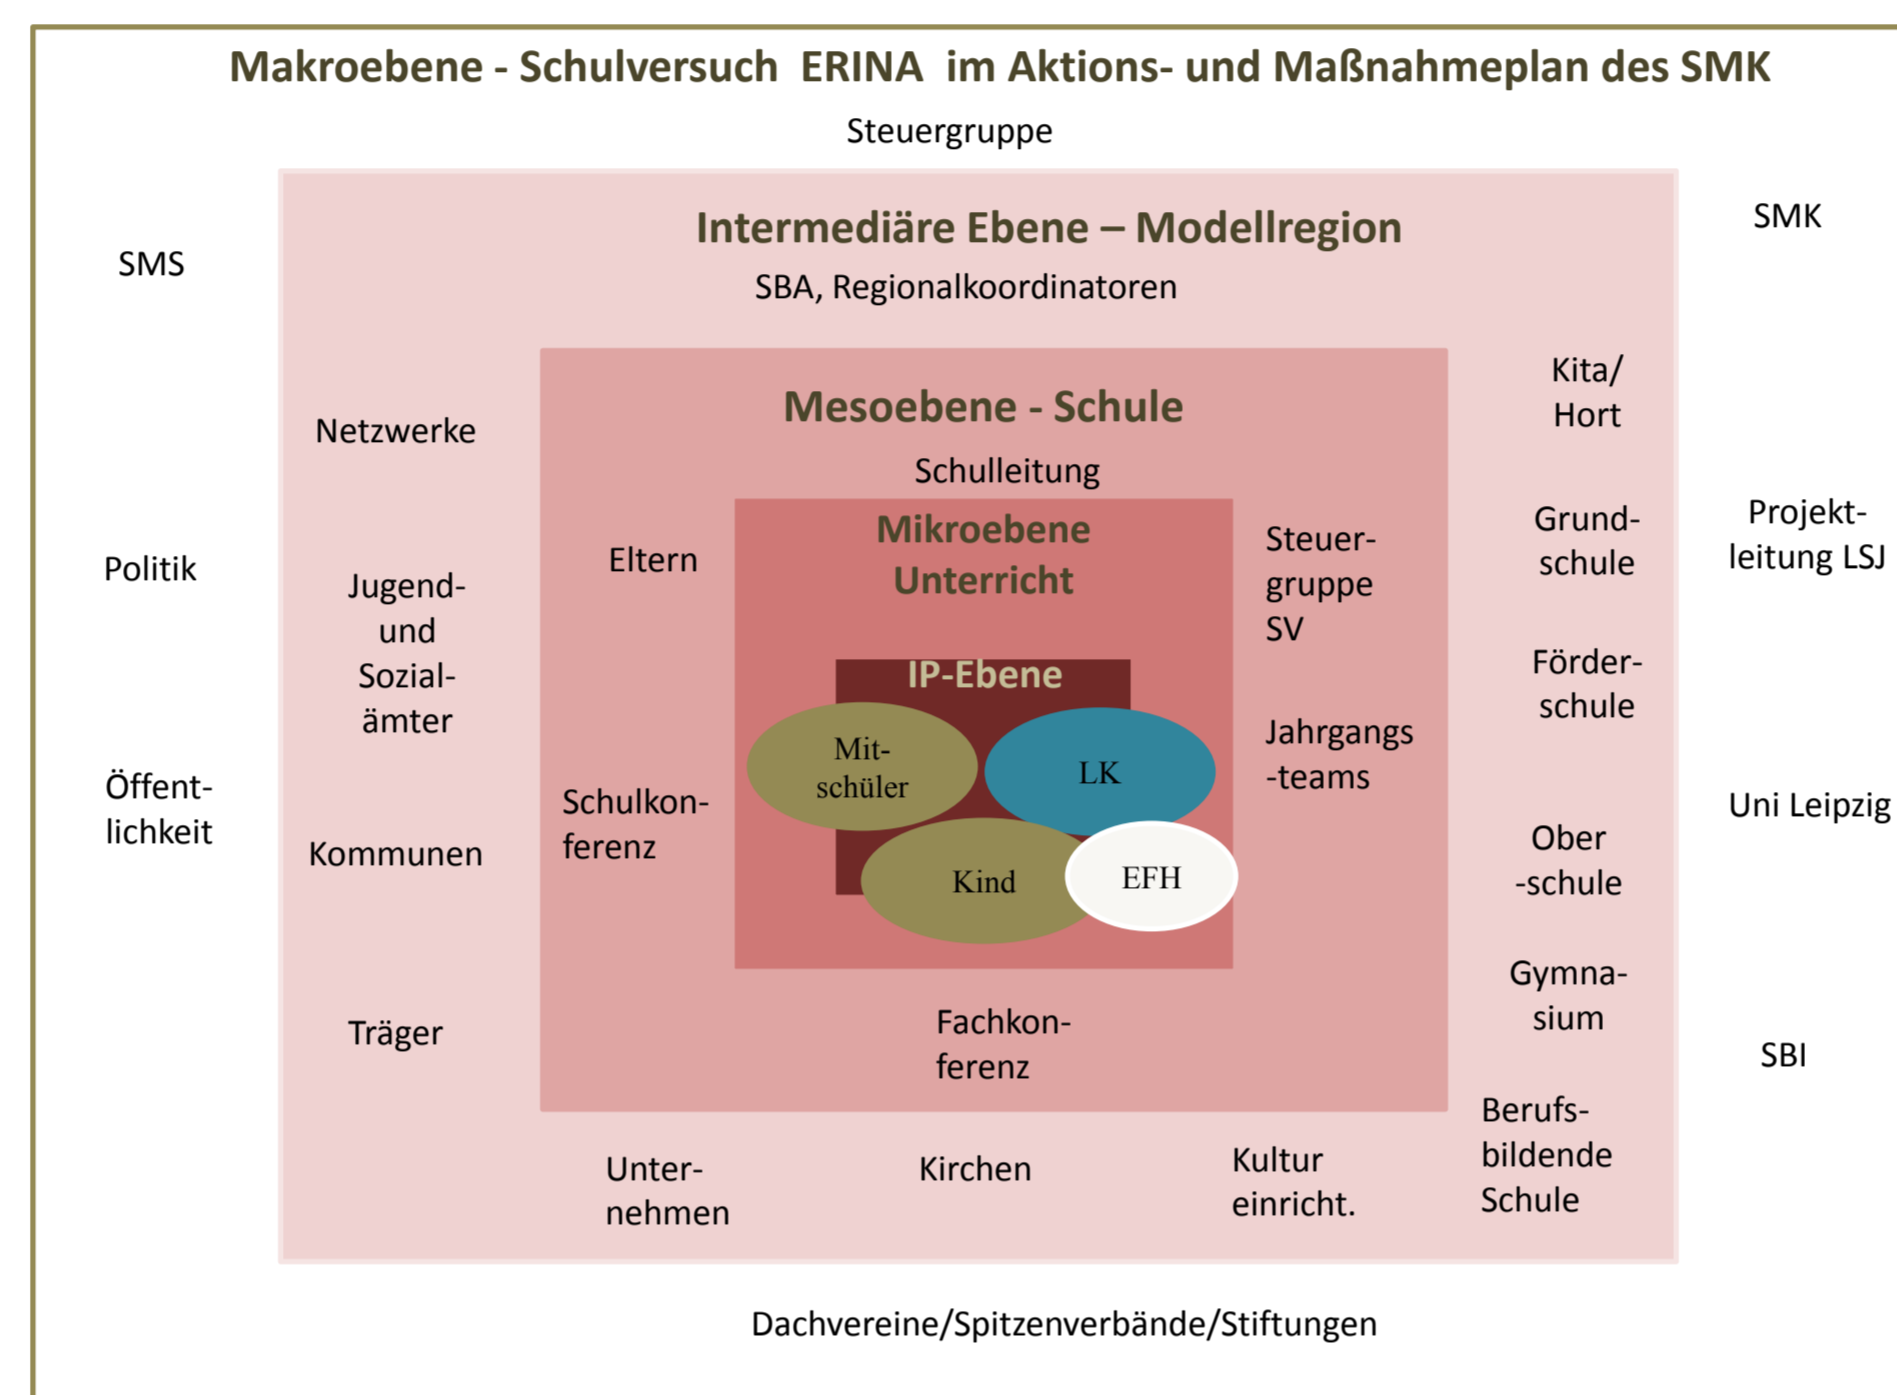 Makroebene - Schulversuch ERINA im Aktions- und Maßnahmeplan des SMK
Steuergruppe
SMS
Politik
Öffent-
lichkeit
Intermediäre Ebene – Modellregion
SBA, Regionalkoordinatoren
Netzwerke
Jugend-
und
Sozial-
ämter
Kommunen
Träger
Mesoebene - Schule
Schulleitung
Eltern
Schulkon-
ferenz
Mikroebene
Unterricht
IP-Ebene
Mit-
schüler
LK
Kind
EFH
Steuer-
gruppe
SV
Jahrgangs
-teams
Fachkon-
ferenz
Kita/
Hort
Grund-
schule
Förder-
schule
Ober
-schule
Gymna-
sium
Berufs-
bildende
Schule
Unter-
nehmen
Kirchen
Kultur
einricht.
SMK
Projekt-
leitung LSJ
Uni Leipzig
SBI
Dachvereine/Spitzenverbände/Stiftungen